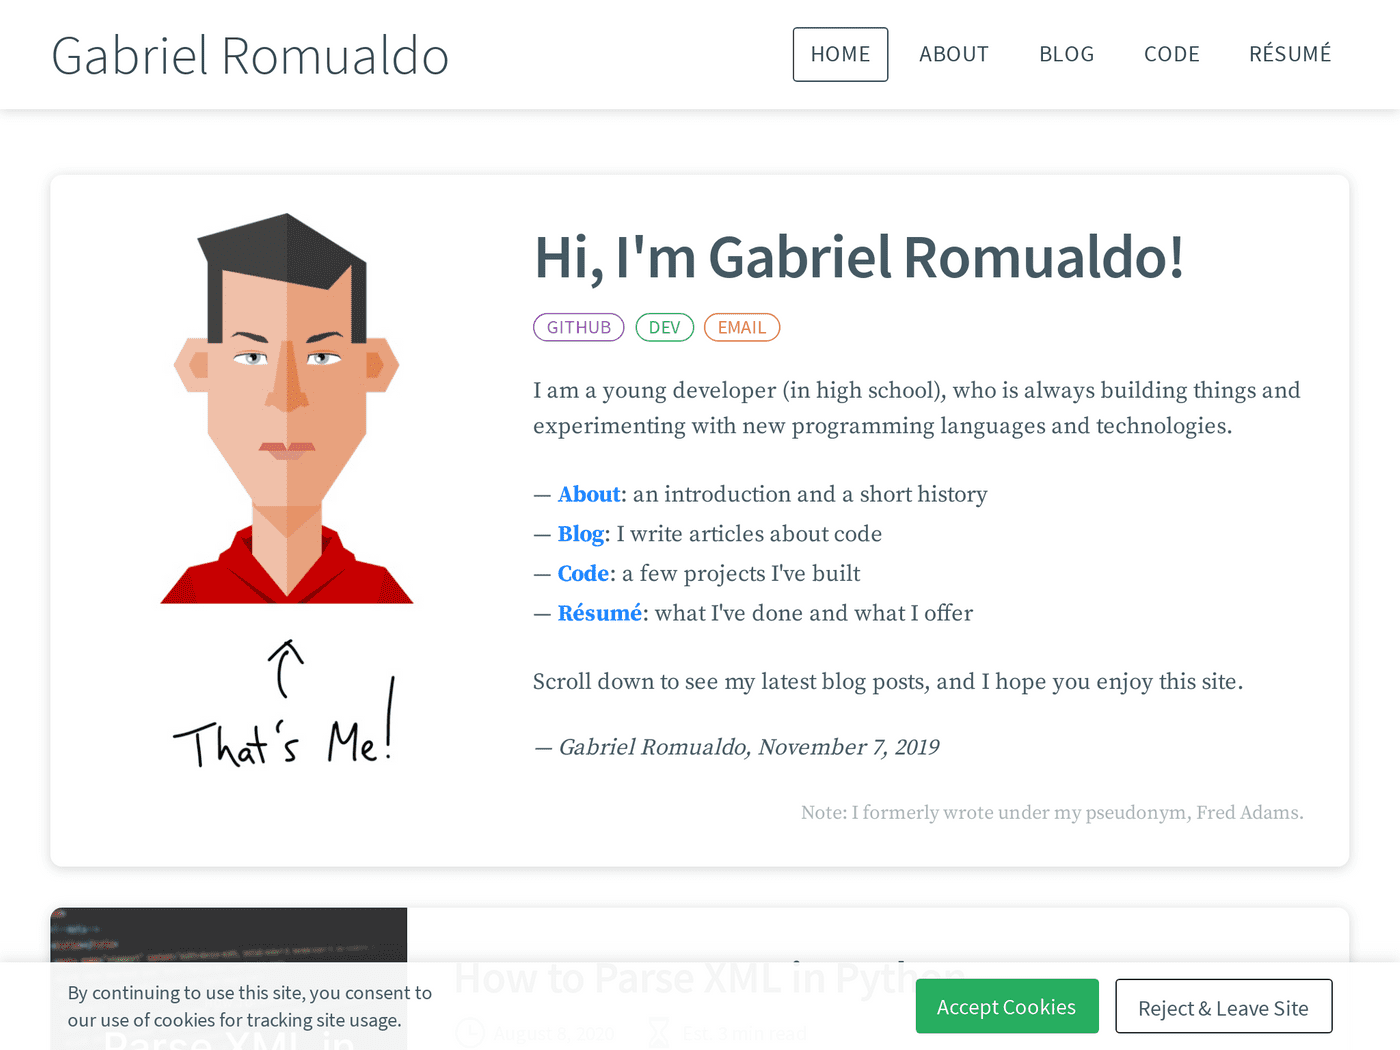 Gabriel Romualdo
HOME ABOUT BLOG CODE RÉSUMÉ
Hi, I'm Gabriel Romualdo!
GITHUB DEV EMAIL
I am a young developer (in high school), who is always building things and
experimenting with new programming languages and technologies.
— About: an introduction and a short history
— Blog: I write articles about code
— Code: a few projects I've built
— Résumé: what I've done and what I offer
Scroll down to see my latest blog posts, and I hope you enjoy this site.
— Gabriel Romualdo, November 7, 2019
Note: I formerly wrote under my pseudonym, Fred Adams.
That's Me!
How to Parse XML in Python
Est. 3 min read
Parse XML in
By continuing to use this site, you consent to
our use of cookies for tracking site usage.
Accept Cookies
Reject & Leave Site